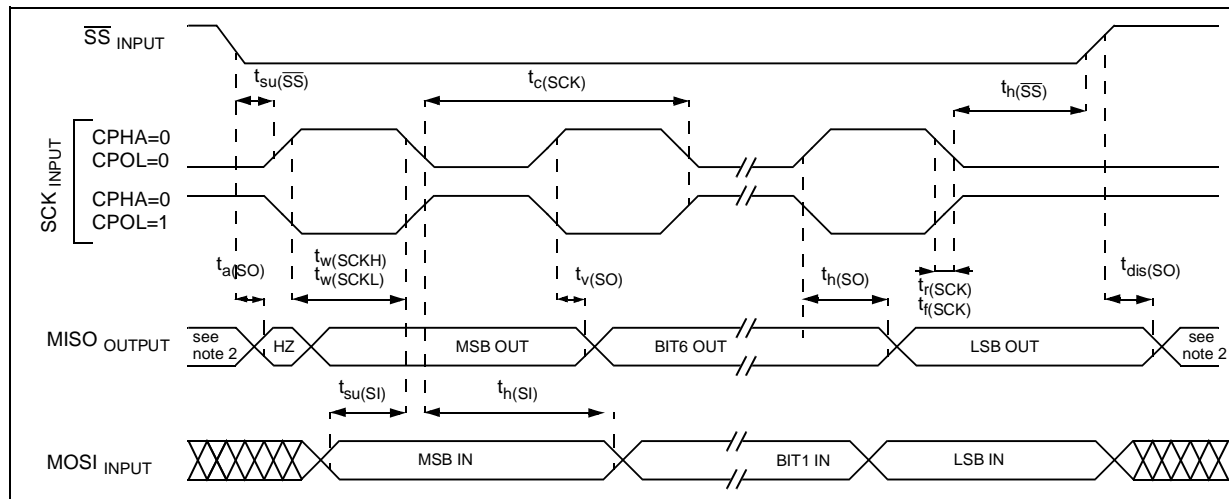 SS INPUT
tsu(SS)
tc(SCK)
th(SS)
SCK INPUT
CPHA=0
CPOL=0
CPHA=0
CPOL=1
ta(SO)
tw(SCKH)
tw(SCKL)
tv(SO)
th(SO)
tr(SCK)
tf(SCK)
tdis(SO)
MISO OUTPUT
see
note 2
HZ
MSB OUT
BIT6 OUT
LSB OUT
see
note 2
tsu(SI)
th(SI)
MOSI INPUT
MSB IN
BIT1 IN
LSB IN